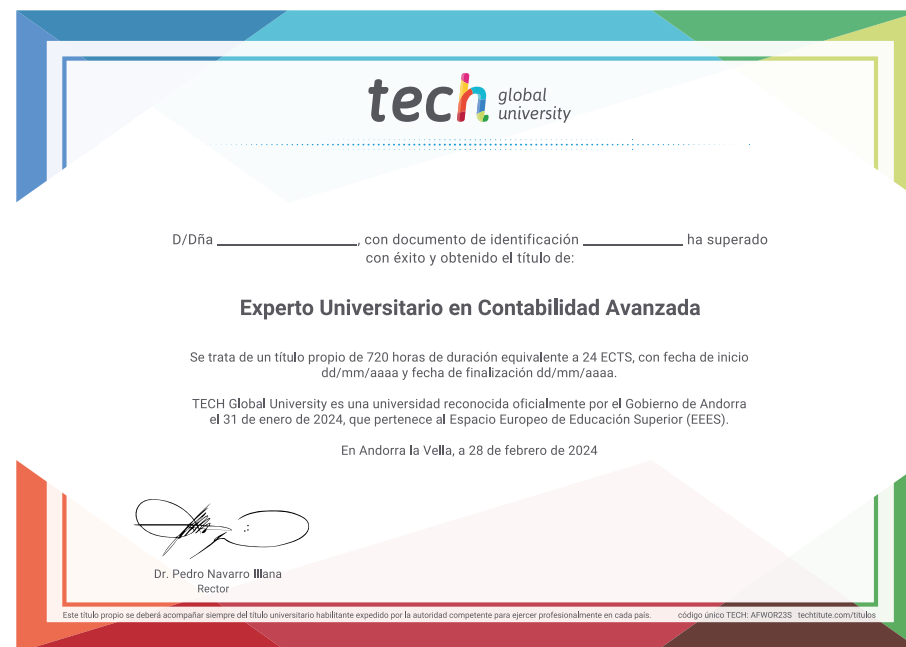 tech global university
D/Dña ____________________, con documento de identificación ______________ ha superado
con éxito y obtenido el título de:
Experto Universitario en Contabilidad Avanzada
Se trata de un título propio de 720 horas de duración equivalente a 24 ECTS, con fecha de inicio
dd/mm/aaaa y fecha de finalización dd/mm/aaaa.
TECH Global University es una universidad reconocida oficialmente por el Gobierno de Andorra
el 31 de enero de 2024, que pertenece al Espacio Europeo de Educación Superior (EEES).
En Andorra la Vella, a 28 de febrero de 2024
Dr. Pedro Navarro Illana
Rector
Este título propio se deberá acompañar siempre del título universitario habilitante expedido por la autoridad competente para ejercer profesionalmente en cada país. código único TECH: AFWOR23S techtitute.com/titulos